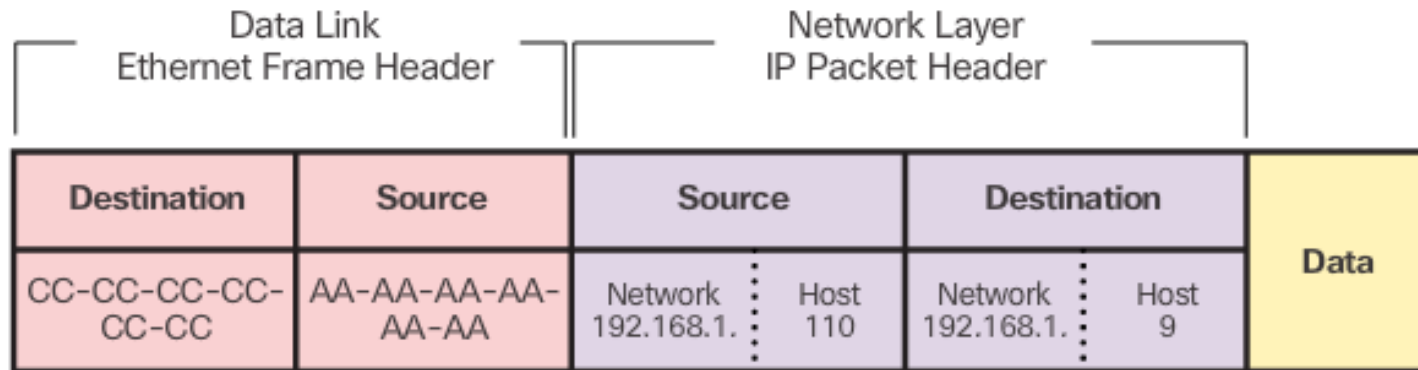 Data Link
Ethernet Frame Header
Network Layer
IP Packet Header
Destination
Source
Source
Destination
Data
CC-CC-CC-CC-
CC-CC
AA-AA-AA-AA-
AA-AA
Network
192.168.1.
Host
110
Network
192.168.1.
Host
9